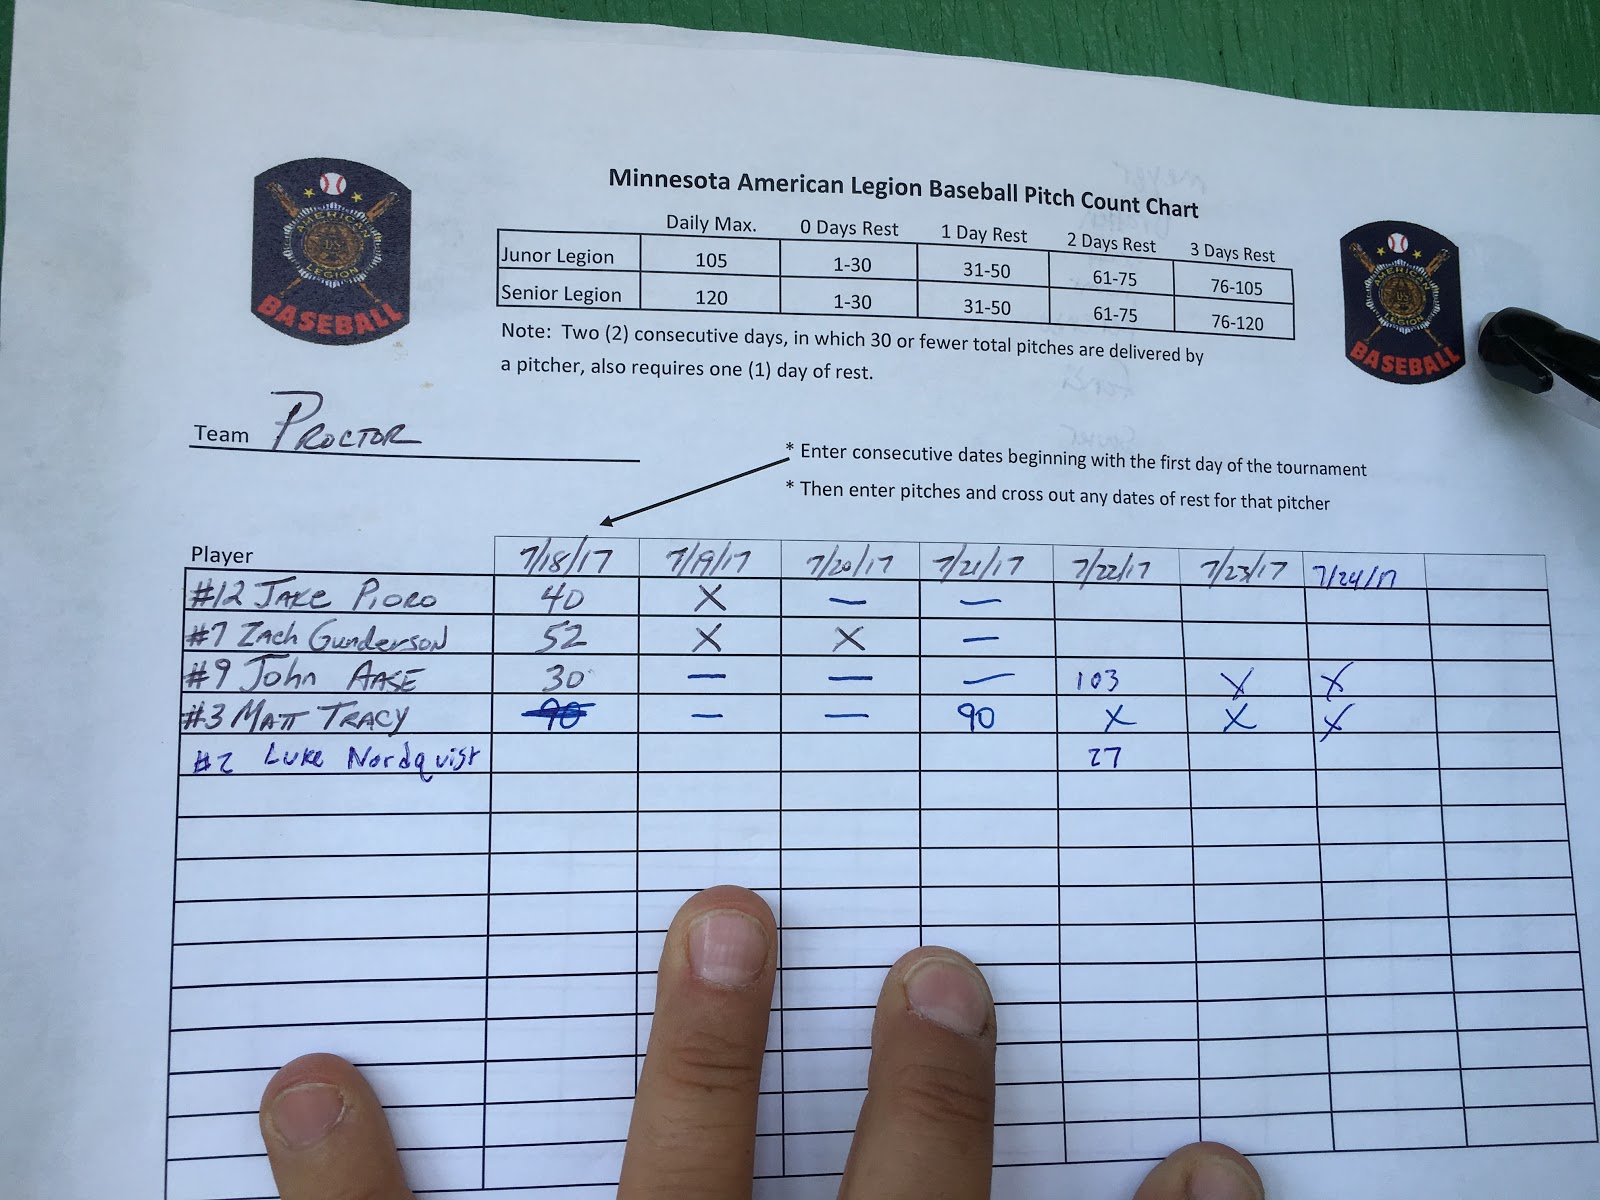 Minnesota American Legion Baseball Pitch Count Chart
Daily Max. 0 Days Rest 1 Day Rest 2 Days Rest 3 Days Rest
Junor Legion 105 1-30 31-50 61-75 76-105
Senior Legion 120 1-30 31-50 61-75 76-120
Note: Two (2) consecutive days, in which 30 or fewer total pitches are delivered by
a pitcher, also requires one (1) day of rest.
AMERICAN
LEGION
BASEBALL
AMERICAN
LEGION
BASEBALL
Team PROCTOR
* Enter consecutive dates beginning with the first day of the tournament
* Then enter pitches and cross out any dates of rest for that pitcher
Player 7/18/17 7/19/17 7/20/17 7/21/17 7/22/17 7/23/17 7/24/17
#12 JAKE PIORO 40 X — —
#7 Zach Gunderson 52 X X —
#9 John AASE 30 — — — 103 X X
#3 MATT TRACY 90 — — 90 X X X
#2 Luke Nordquist 27